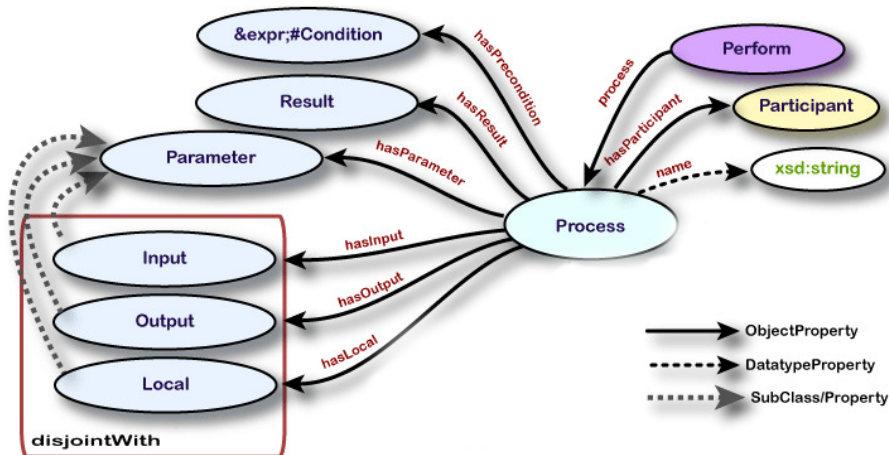 &expr;#Condition
Result
Parameter
Input
Output
Local
disjointWith
hasPrecondition
hasResult
hasParameter
hasInput
hasOutput
hasLocal
process
hasParticipant
name
Process
Perform
Participant
xsd:string
ObjectProperty
DatatypeProperty
SubClass/Property